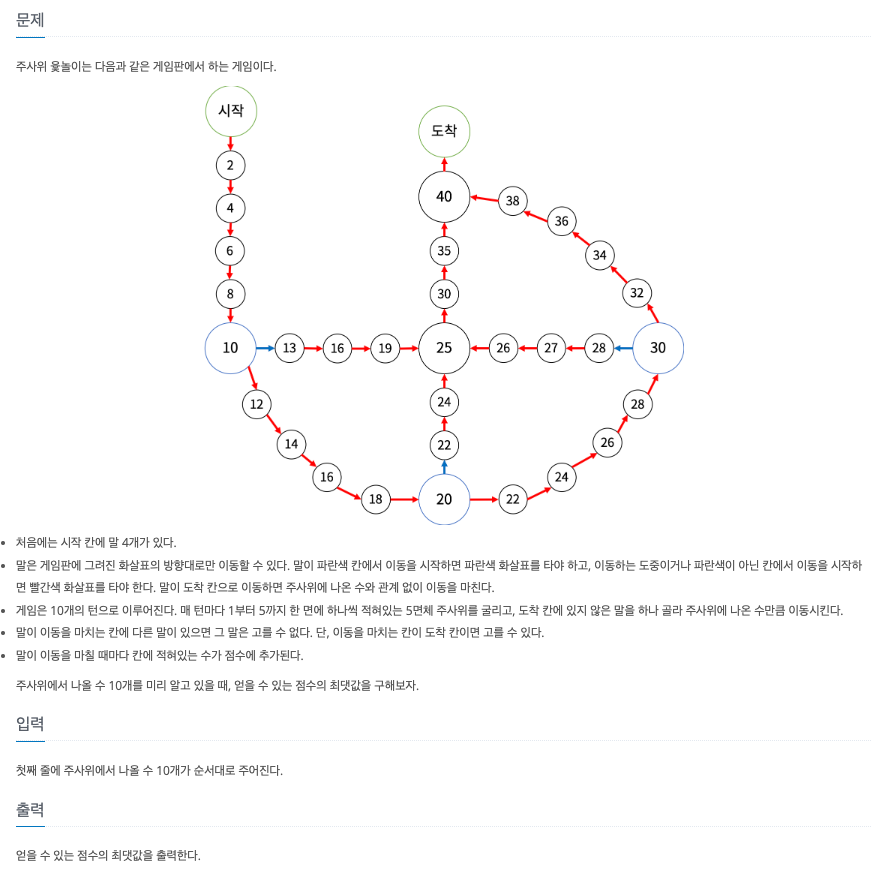 문제
주사위 윷놀이는 다음과 같은 게임판에서 하는 게임이다.
시작
도착
2
40
38
4
36
6
35
34
8
30
32
10
13
16
19
25
26
27
28
30
12
24
28
14
22
26
16
24
18
20
22
처음에는 시작 칸에 말 4개가 있다.
말은 게임판에 그려진 화살표의 방향대로만 이동할 수 있다. 말이 파란색 칸에서 이동을 시작하면 파란색 화살표를 타야 하고, 이동하는 도중이거나 파란색이 아닌 칸에서 이동을 시작하
면 빨간색 화살표를 타야 한다. 말이 도착 칸으로 이동하면 주사위에 나온 수와 관계 없이 이동을 마친다.
게임은 10개의 턴으로 이루어진다. 매 턴마다 1부터 5까지 한 면에 하나씩 적혀있는 5면체 주사위를 굴리고, 도착 칸에 있지 않은 말을 하나 골라 주사위에 나온 수만큼 이동시킨다.
말이 이동을 마치는 칸에 다른 말이 있으면 그 말은 고를 수 없다. 단, 이동을 마치는 칸이 도착 칸이면 고를 수 있다.
말이 이동을 마칠 때마다 칸에 적혀있는 수가 점수에 추가된다.
주사위에서 나올 수 10개를 미리 알고 있을 때, 얻을 수 있는 점수의 최댓값을 구해보자.
입력
첫째 줄에 주사위에서 나올 수 10개가 순서대로 주어진다.
출력
얻을 수 있는 점수의 최댓값을 출력한다.